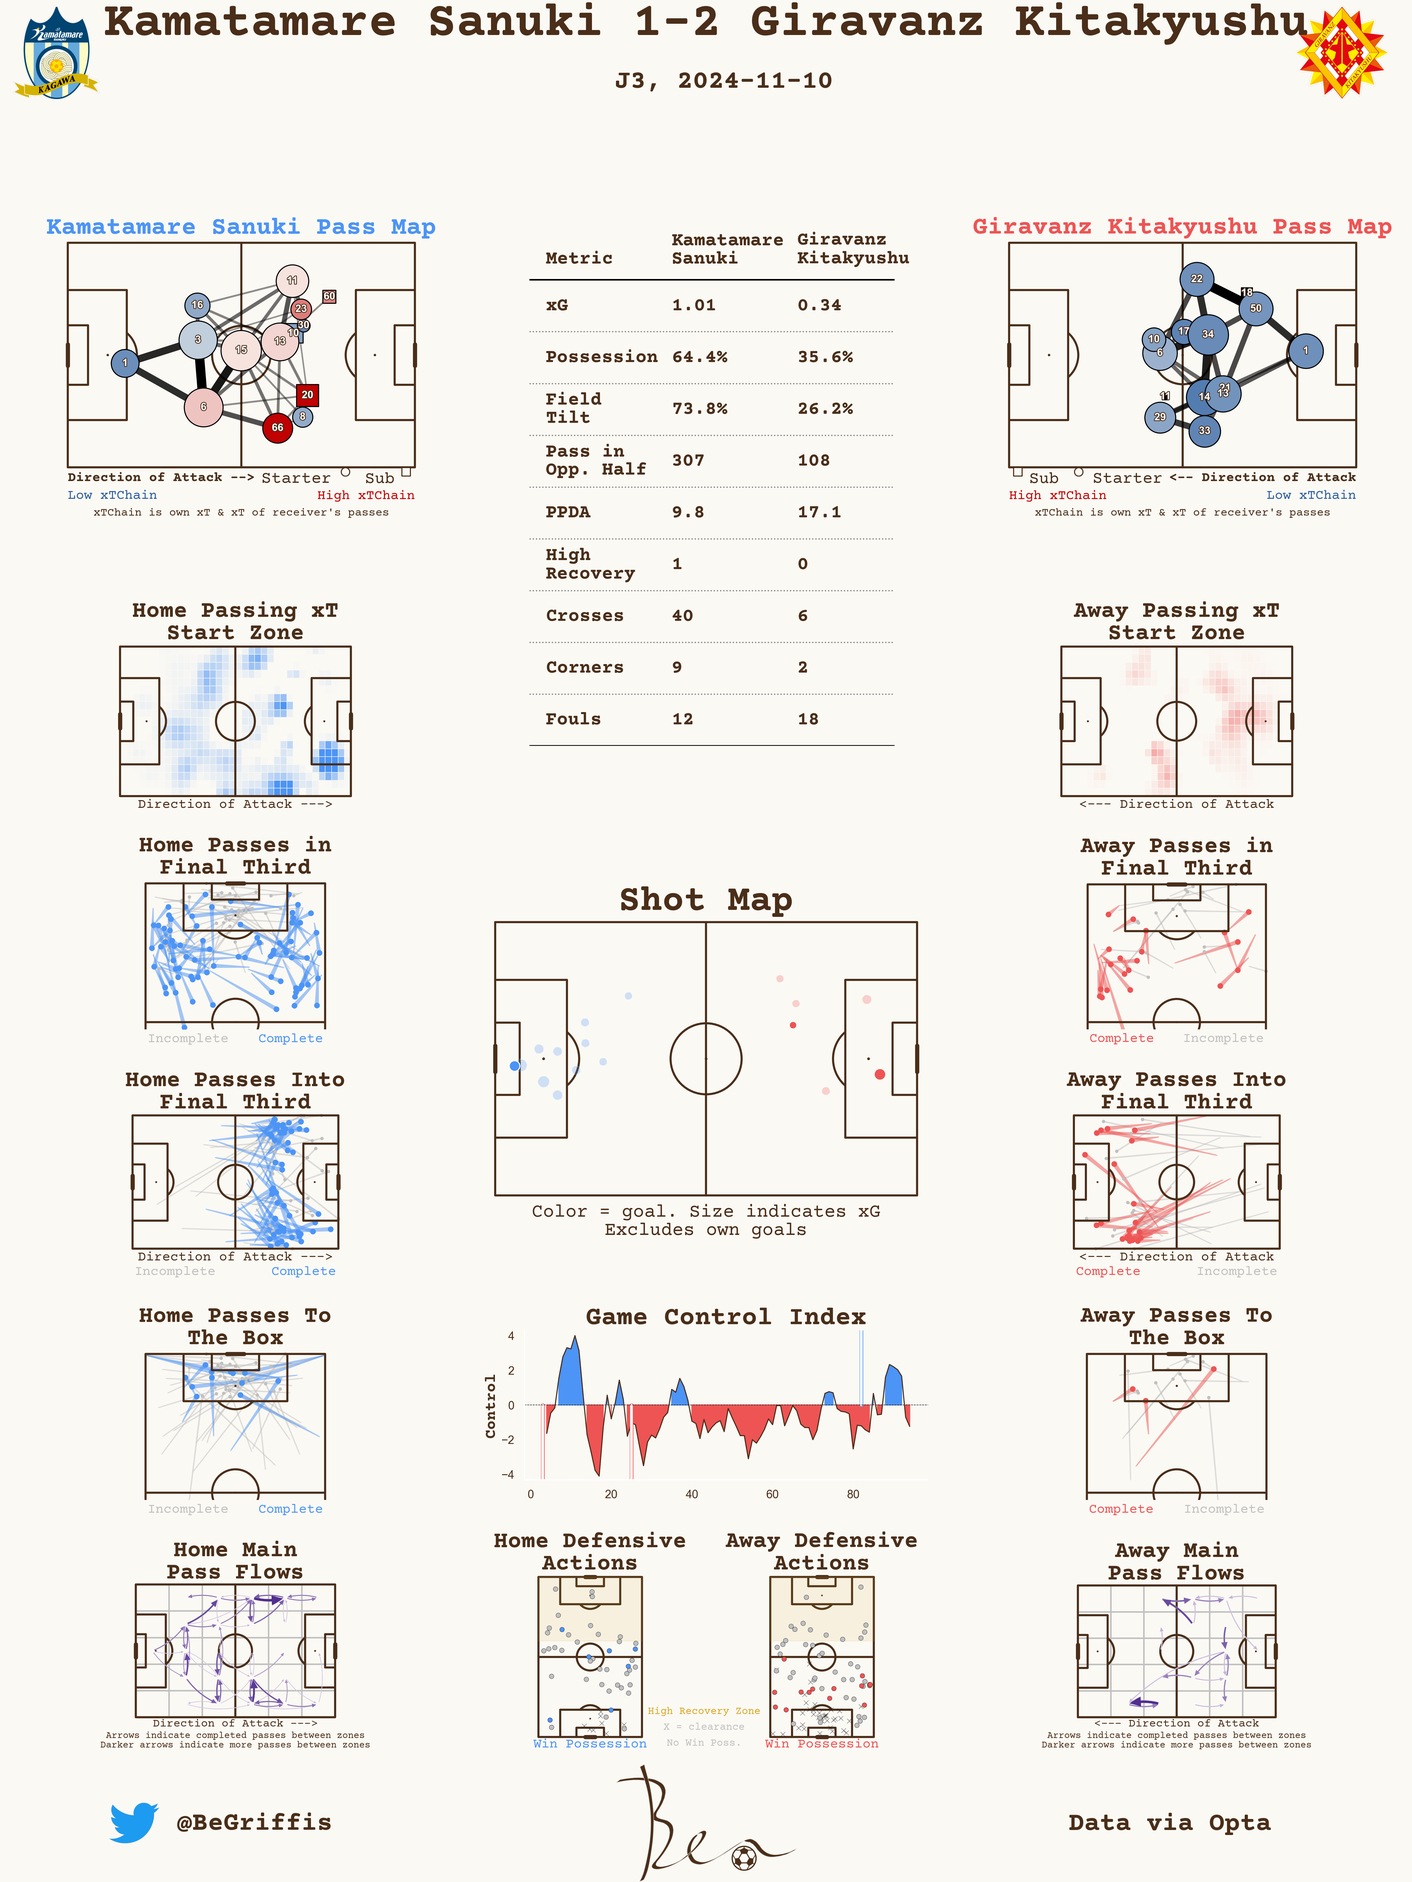 Kamatamare Sanuki 1-2 Giravanz Kitakyushu
J3, 2024-11-10
Kamatamare
SANUKI
KAGAWA
GIRAVANZ
KITAKYUSHU
Kamatamare Sanuki Pass Map
1
16
3
6
15
11
23
60
30
10
13
20
8
66
Direction of Attack --> Starter Sub
Low xTChain High xTChain
xTChain is own xT & xT of receiver's passes
Metric Kamatamare Sanuki Giravanz Kitakyushu
xG 1.01 0.34
Possession 64.4% 35.6%
Field Tilt 73.8% 26.2%
Pass in Opp. Half 307 108
PPDA 9.8 17.1
High Recovery 1 0
Crosses 40 6
Corners 9 2
Fouls 12 18
Giravanz Kitakyushu Pass Map
22
18
50
17
34
10
6
1
11
14
21
13
29
33
Sub Starter <-- Direction of Attack
High xTChain Low xTChain
xTChain is own xT & xT of receiver's passes
Home Passing xT
Start Zone
Direction of Attack --->
Away Passing xT
Start Zone
<--- Direction of Attack
Home Passes in
Final Third
Incomplete Complete
Away Passes in
Final Third
Complete Incomplete
Shot Map
Color = goal. Size indicates xG
Excludes own goals
Home Passes Into
Final Third
Direction of Attack --->
Incomplete Complete
Away Passes Into
Final Third
<--- Direction of Attack
Complete Incomplete
Home Passes To
The Box
Incomplete Complete
Game Control Index
Control
4
2
0
−2
−4
0 20 40 60 80
Away Passes To
The Box
Complete Incomplete
Home Main
Pass Flows
Direction of Attack --->
Arrows indicate completed passes between zones
Darker arrows indicate more passes between zones
Home Defensive
Actions
Win Possession
High Recovery Zone
X = clearance
No Win Poss.
Away Defensive
Actions
Win Possession
Away Main
Pass Flows
<--- Direction of Attack
Arrows indicate completed passes between zones
Darker arrows indicate more passes between zones
@BeGriffis
Ben
Data via Opta